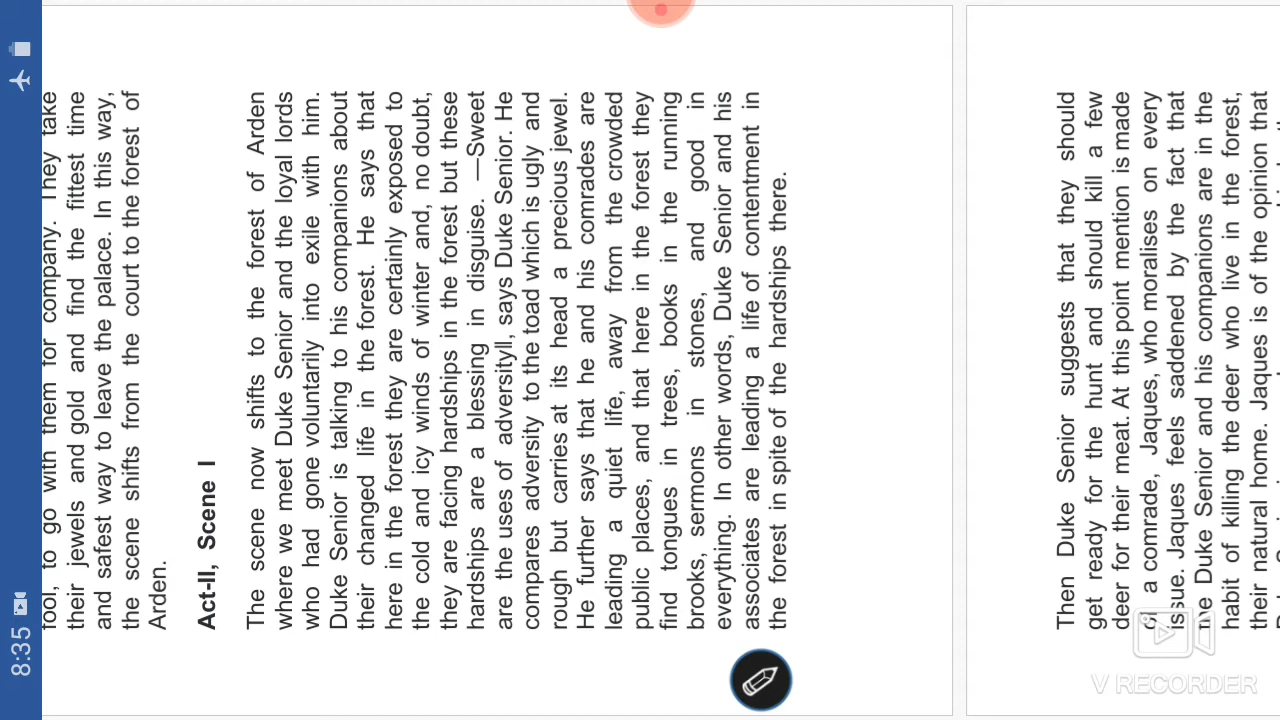 8:35
fool, to go with them for company. They take
their jewels and gold and find the fittest time
and safest way to leave the palace. In this way,
the scene shifts from the court to the forest of
Arden.
Act-II, Scene I
The scene now shifts to the forest of Arden
where we meet Duke Senior and the loyal lords
who had gone voluntarily into exile with him.
Duke Senior is talking to his companions about
their changed life in the forest. He says that
here in the forest they are certainly exposed to
the cold and icy winds of winter and, no doubt,
they are facing hardships in the forest but these
hardships are a blessing in disguise. ―Sweet
are the uses of adversity‖, says Duke Senior. He
compares adversity to the toad which is ugly and
rough but carries at its head a precious jewel.
He further says that he and his comrades are
leading a quiet life, away from the crowded
public places, and that here in the forest they
find tongues in trees, books in the running
brooks, sermons in stones, and good in
everything. In other words, Duke Senior and his
associates are leading a life of contentment in
the forest in spite of the hardships there.
Then Duke Senior suggests that they should
get ready for the hunt and should kill a few
deer for their meat. At this point mention is made
of a comrade, Jaques, who moralises on every
issue. Jaques feels saddened by the fact that
the Duke Senior and his companions are in the
habit of killing the deer who live in the forest,
their natural home. Jaques is of the opinion that
V RECORDER